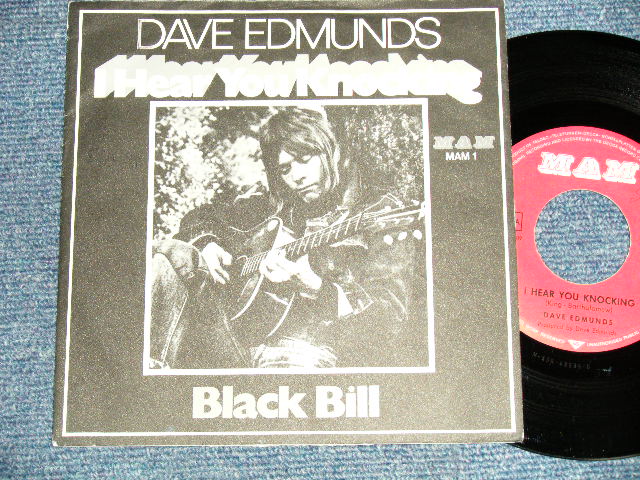 DAVE EDMUNDS
I Hear You Knocking
MAM
MAM 1
Black Bill
MAM
I HEAR YOU KNOCKING
(King - Bartholomew)
DAVE EDMUNDS
Produced by Dave Edmunds